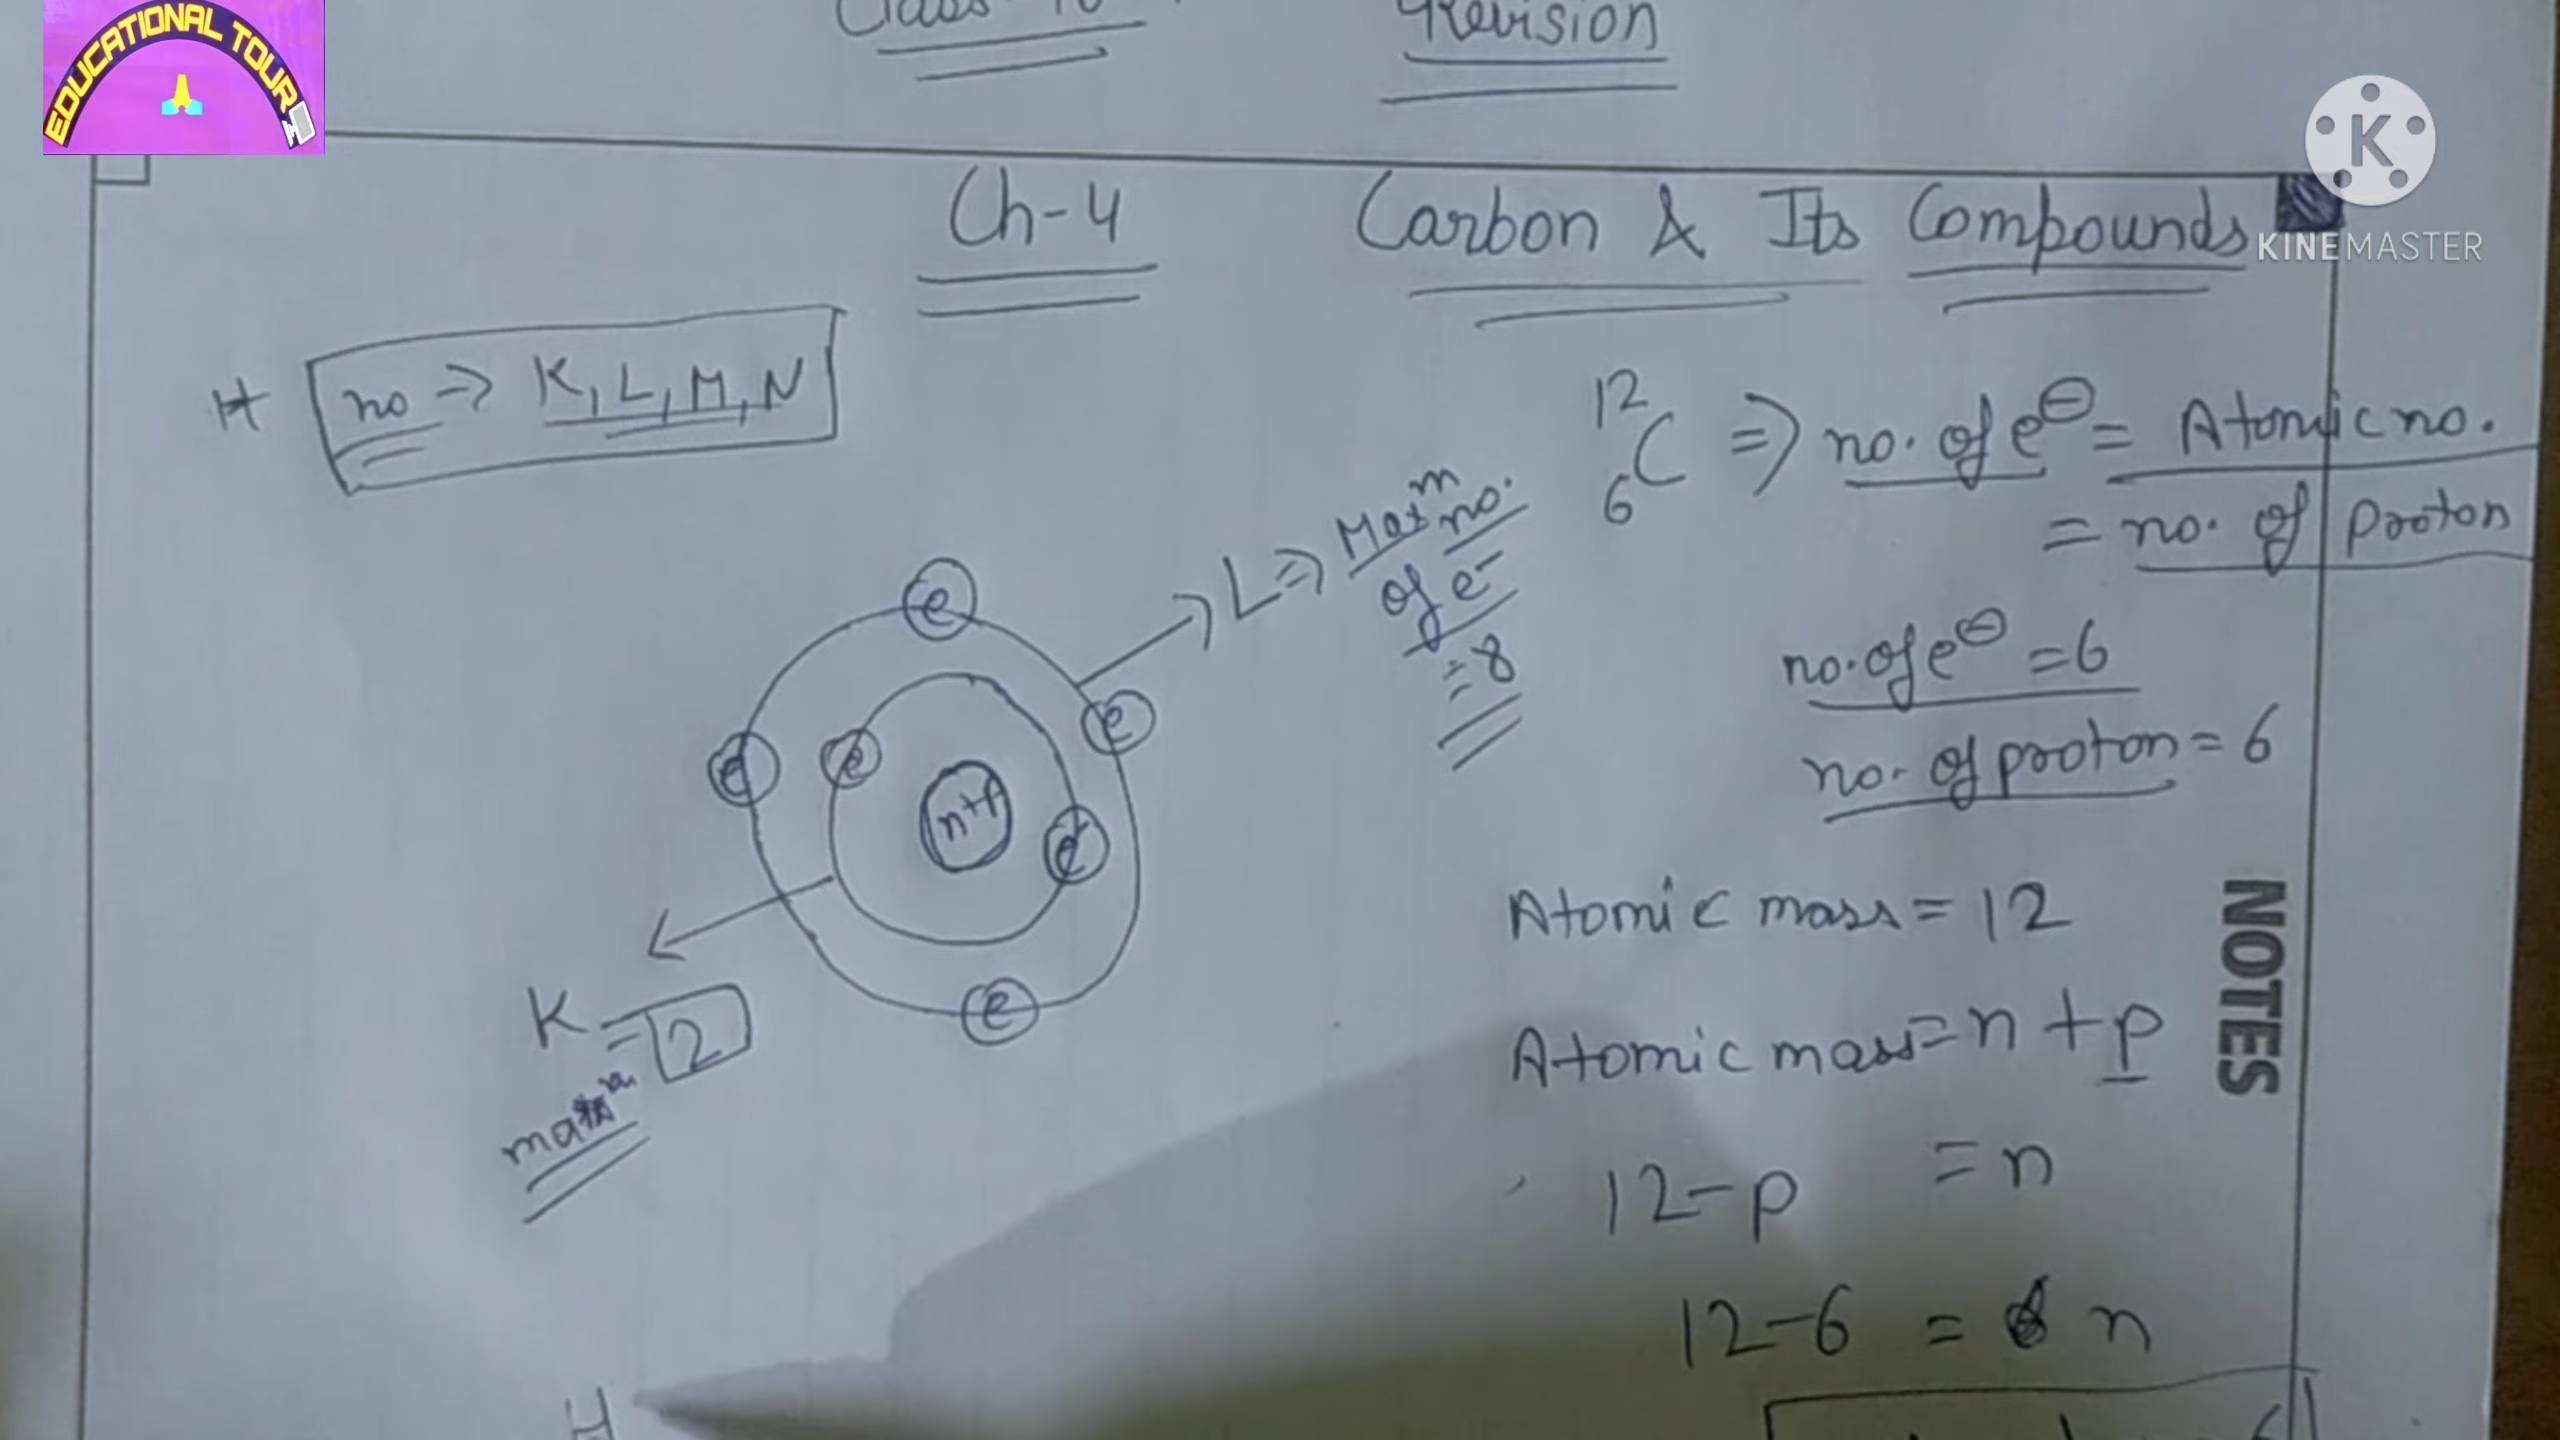 EDUCATIONAL TOUR
Class-10
Revision
K
KINEMASTER
Ch-4 Carbon & Its Compounds
no => K, L, M, N
12
6 C => no. of e⊖ = Atomic no.
= no. of proton
L => Maxm no.
of e-
= 8
no. of e⊖ = 6
no. of proton = 6
e
e
e
e
e
e
n+p
K = 2
Atomic mass = 12
Atomic mass = n + p
12-p = n
12-6 = n
NOTES
H